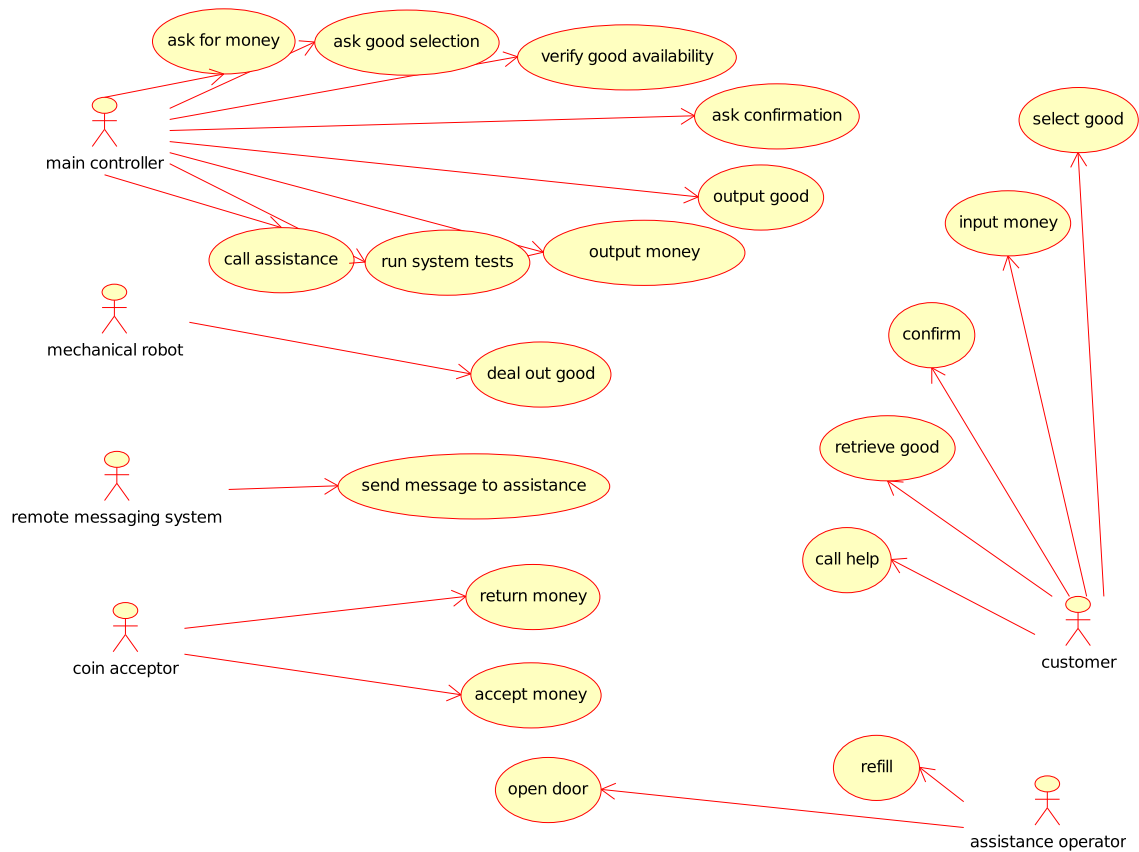 ask for money
ask good selection
verify good availability
ask confirmation
select good
main controller
output good
input money
call assistance
run system tests
output money
mechanical robot
confirm
deal out good
retrieve good
send message to assistance
remote messaging system
call help
return money
coin acceptor
customer
accept money
refill
open door
assistance operator